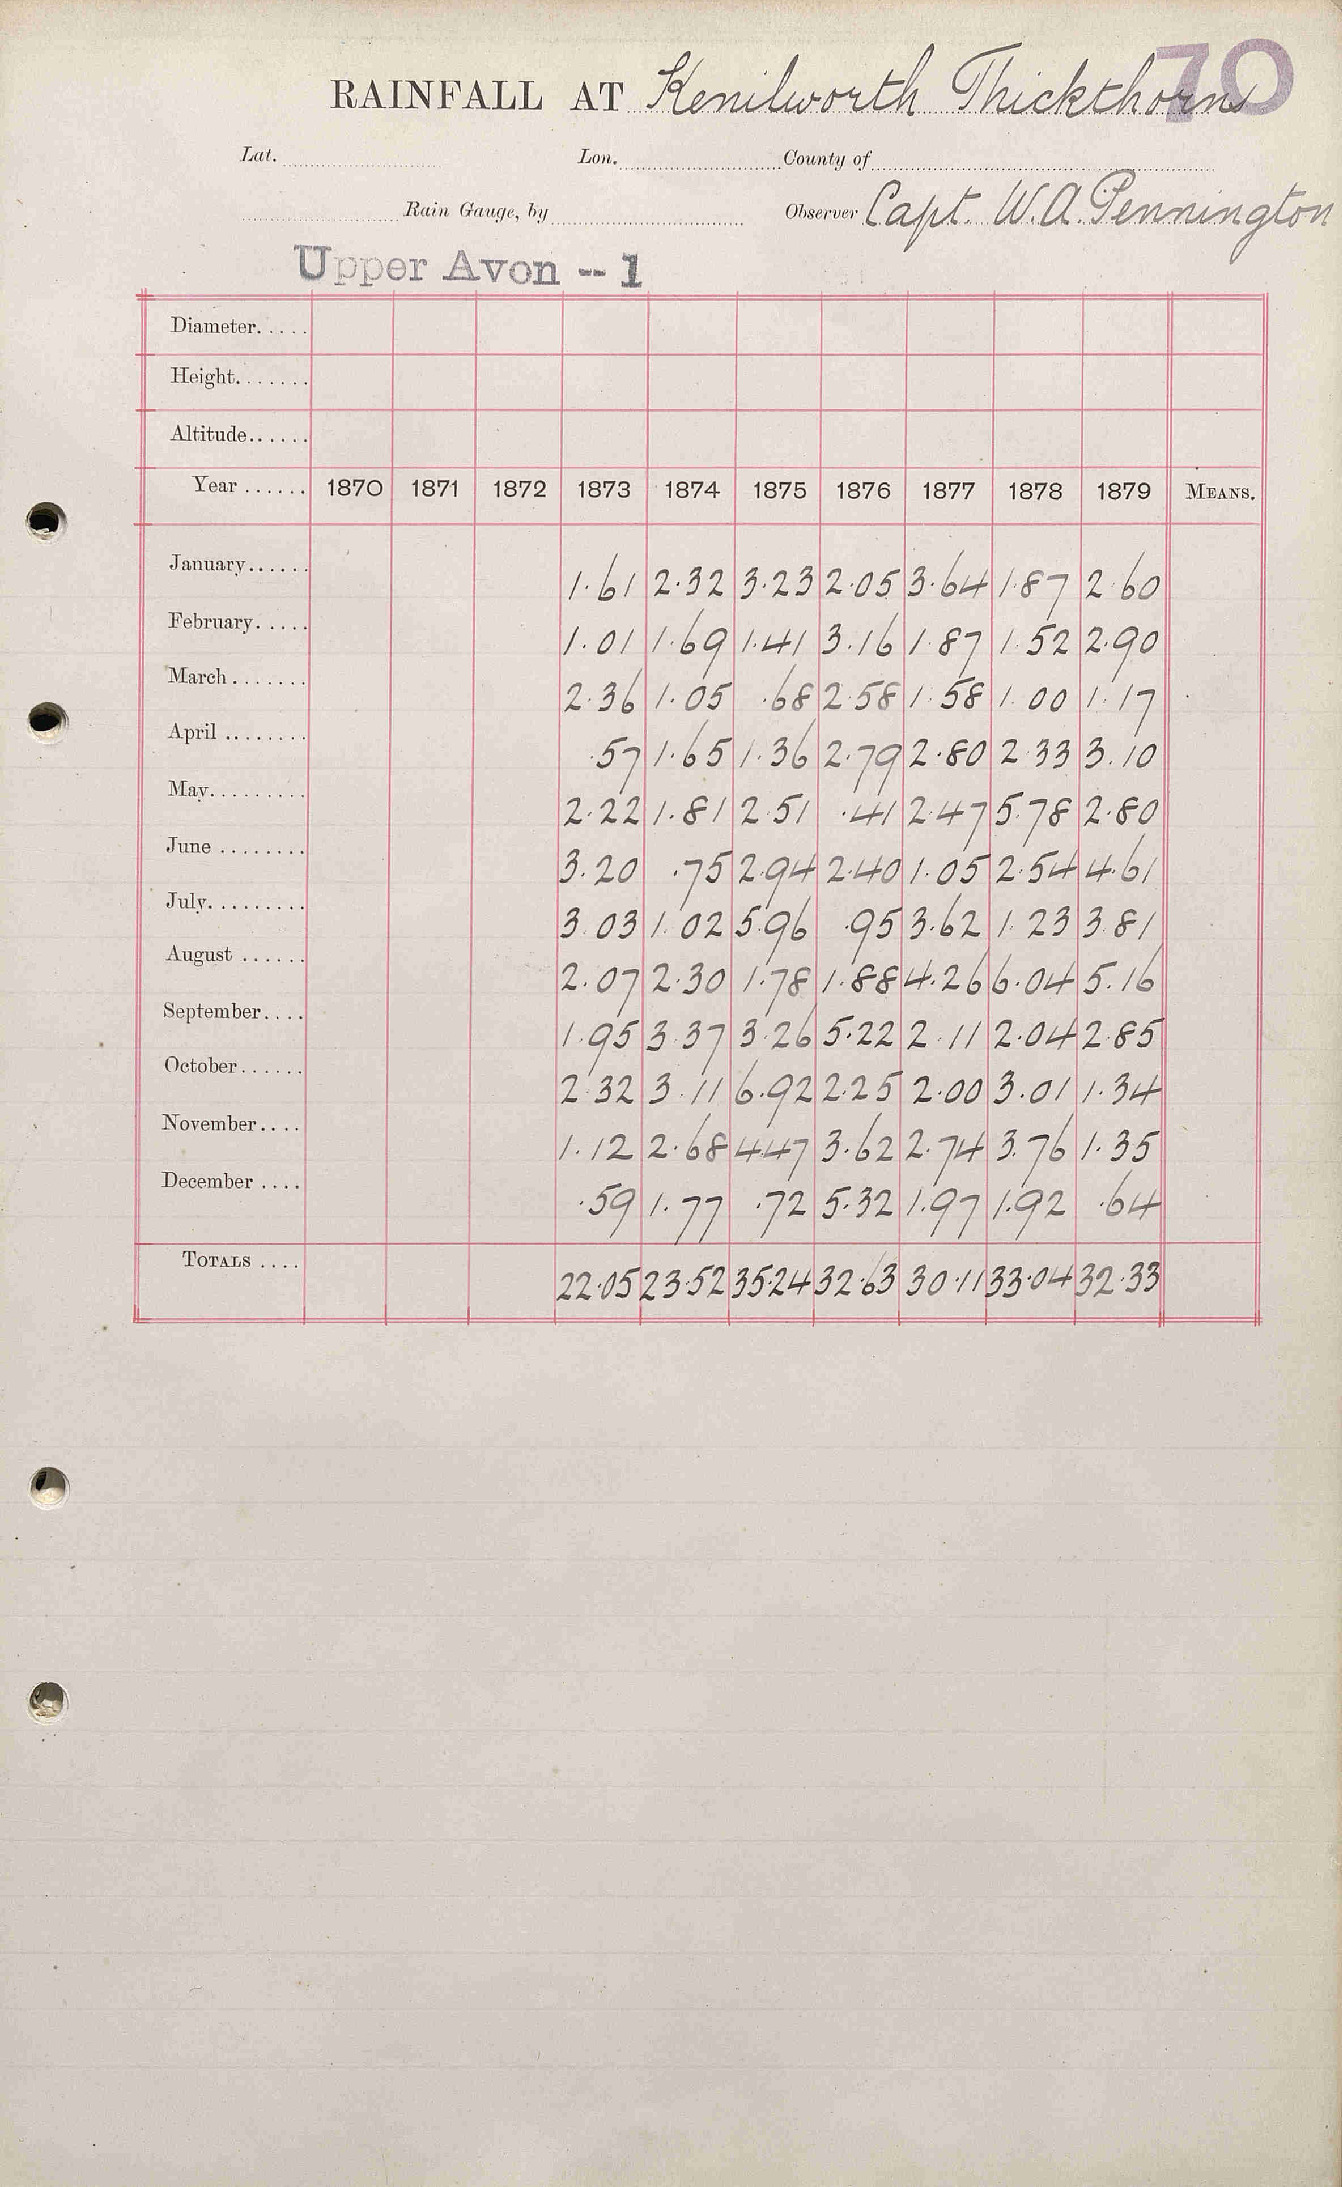 70
RAINFALL AT Kenilworth Thickthorns
Lat. Lon. County of
Rain Gauge, by Observer Capt. W.A. Pennington
Upper Avon -- 1
Diameter.....
Height.......
Altitude......
Year ...... 1870 1871 1872 1873 1874 1875 1876 1877 1878 1879 MEANS.
January...... 1.61 2.32 3.23 2.05 3.64 1.87 2.60
February..... 1.01 1.69 1.41 3.16 1.87 1.52 2.90
March....... 2.36 1.05 .68 2.58 1.58 1.00 1.17
April ........ .57 1.65 1.36 2.79 2.80 2.33 3.10
May......... 2.22 1.81 2.51 .41 2.47 5.78 2.80
June ........ 3.20 .75 2.94 2.40 1.05 2.54 4.61
July......... 3.03 1.02 5.96 .95 3.62 1.23 3.81
August ...... 2.07 2.30 1.78 1.88 4.26 6.04 5.16
September.... 1.95 3.37 3.26 5.22 2.11 2.04 2.85
October...... 2.32 3.11 6.92 2.25 2.00 3.01 1.34
November.... 1.12 2.68 4.47 3.62 2.74 3.76 1.35
December .... .59 1.77 .72 5.32 1.97 1.92 .64
TOTALS .... 22.05 23.52 35.24 32.63 30.11 33.04 32.33